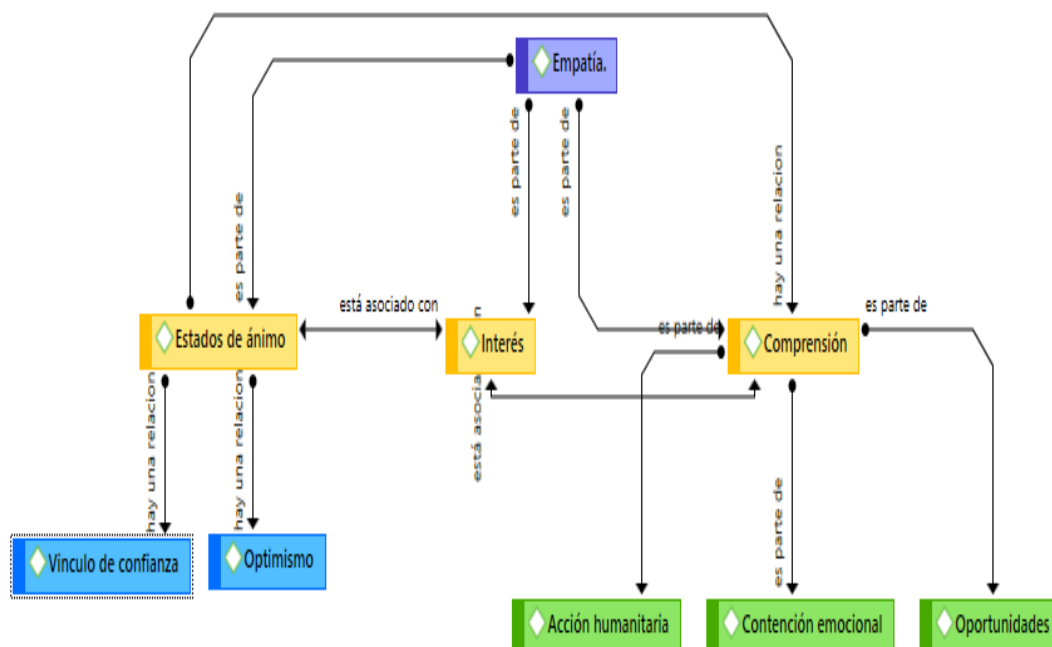 Empatía.
es parte de
es parte de
es parte de
hay una relacion
está asociado con
es parte de
es parte de
Estados de ánimo
Interés
Comprensión
está asocia
n
hay una relacion
hay una relacion
es parte de
Vinculo de confianza
Optimismo
Acción humanitaria
Contención emocional
Oportunidades